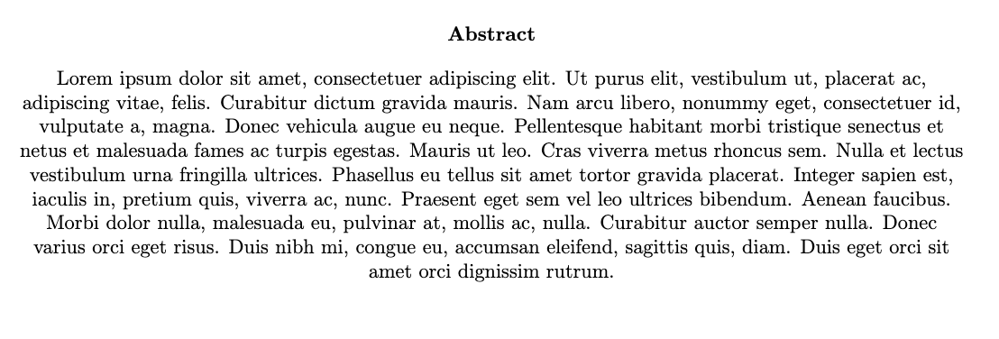 Abstract
Lorem ipsum dolor sit amet, consectetuer adipiscing elit. Ut purus elit, vestibulum ut, placerat ac,
adipiscing vitae, felis. Curabitur dictum gravida mauris. Nam arcu libero, nonummy eget, consectetuer id,
vulputate a, magna. Donec vehicula augue eu neque. Pellentesque habitant morbi tristique senectus et
netus et malesuada fames ac turpis egestas. Mauris ut leo. Cras viverra metus rhoncus sem. Nulla et lectus
vestibulum urna fringilla ultrices. Phasellus eu tellus sit amet tortor gravida placerat. Integer sapien est,
iaculis in, pretium quis, viverra ac, nunc. Praesent eget sem vel leo ultrices bibendum. Aenean faucibus.
Morbi dolor nulla, malesuada eu, pulvinar at, mollis ac, nulla. Curabitur auctor semper nulla. Donec
varius orci eget risus. Duis nibh mi, congue eu, accumsan eleifend, sagittis quis, diam. Duis eget orci sit
amet orci dignissim rutrum.